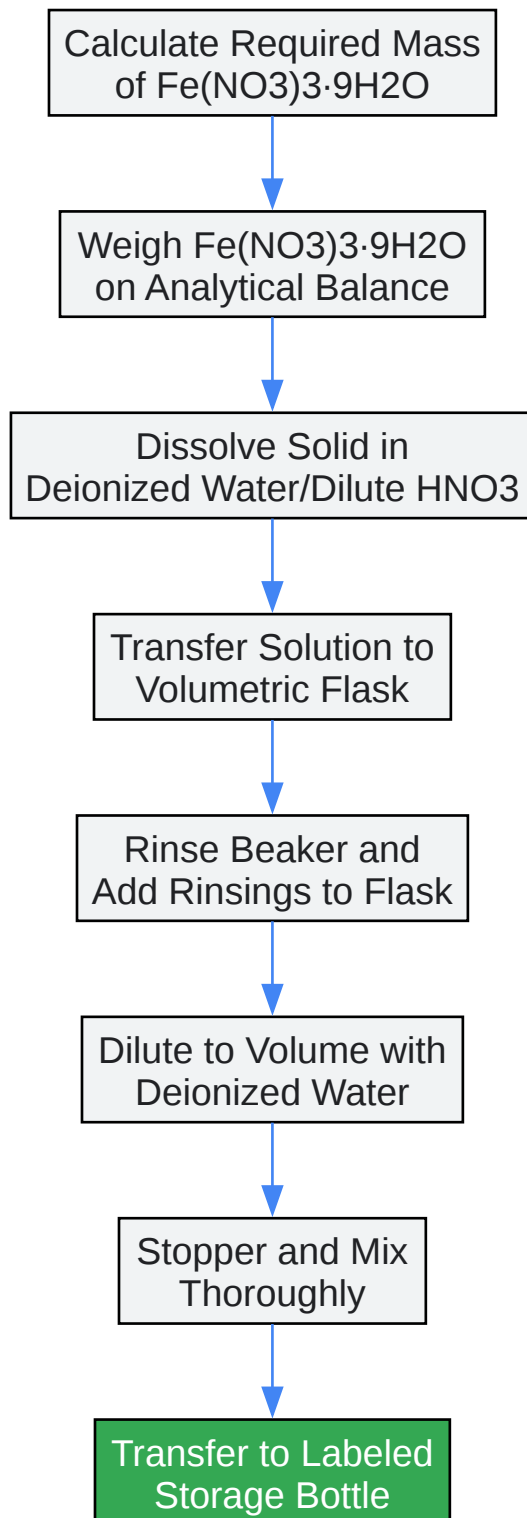 Calculate Required Mass
of Fe(NO3)3·9H2O
Weigh Fe(NO3)3·9H2O
on Analytical Balance
Dissolve Solid in
Deionized Water/Dilute HNO3
Transfer Solution to
Volumetric Flask
Rinse Beaker and
Add Rinsings to Flask
Dilute to Volume with
Deionized Water
Stopper and Mix
Thoroughly
Transfer to Labeled
Storage Bottle